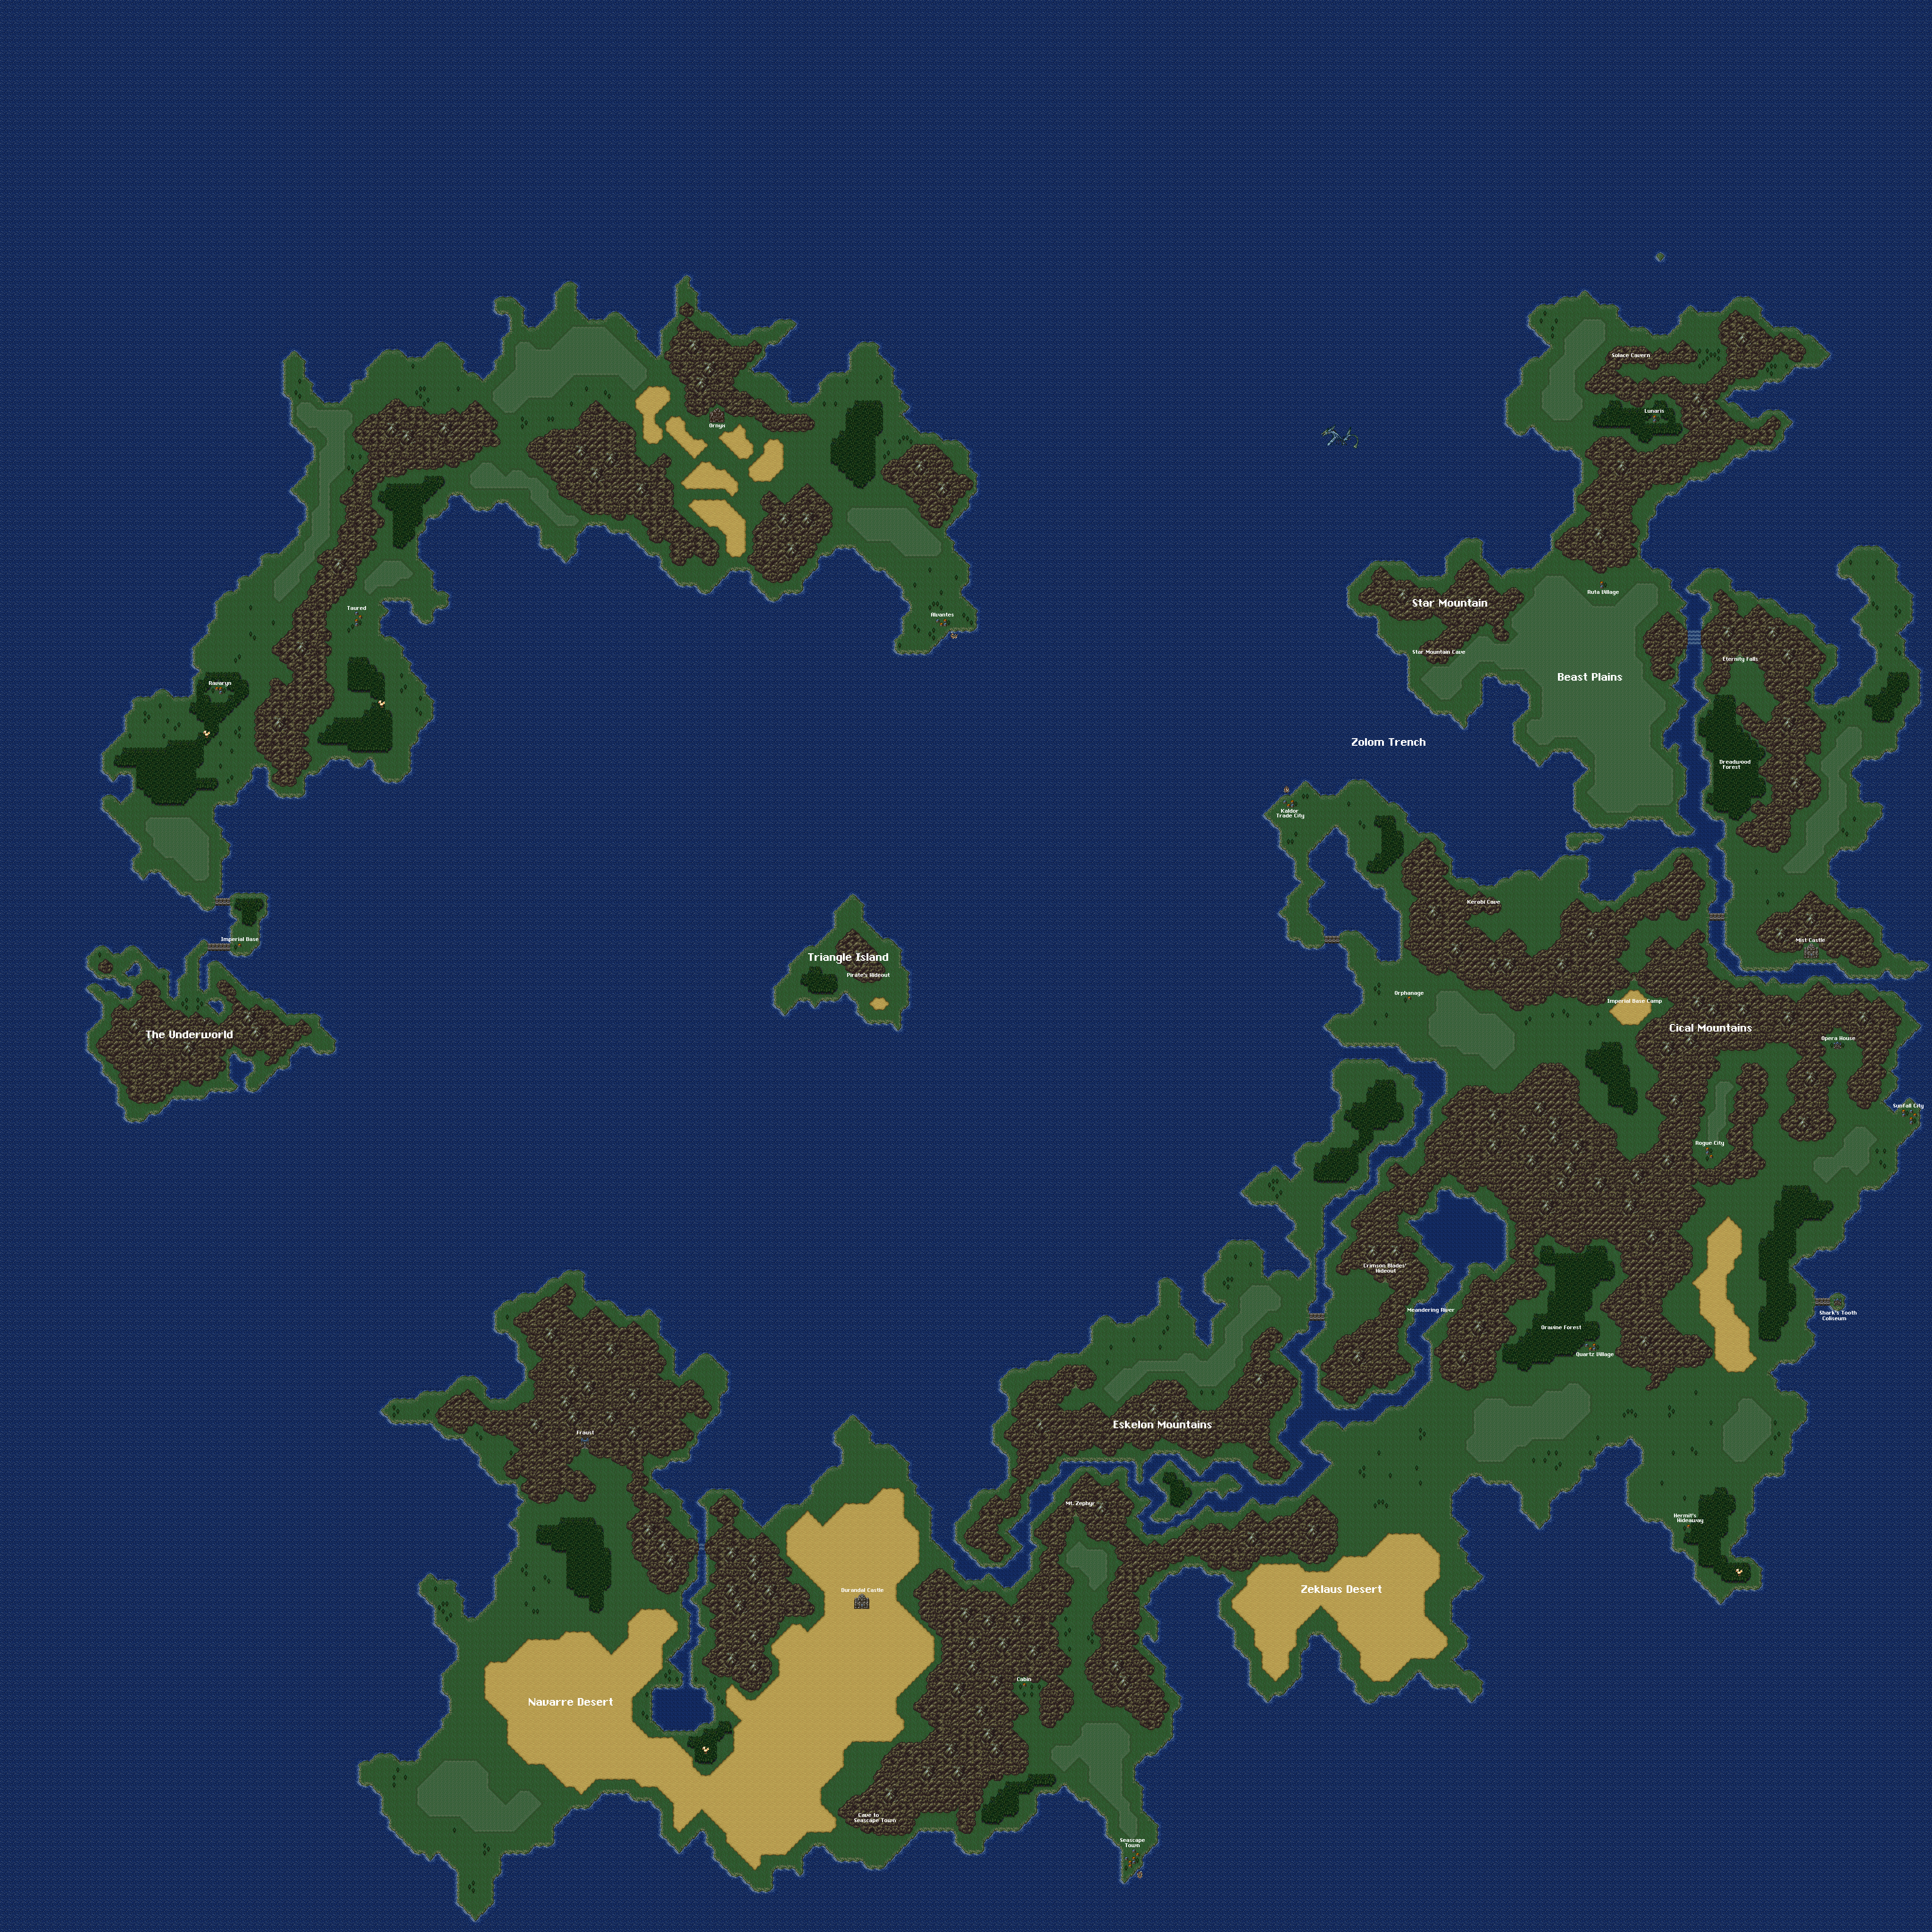 Solace Cavern
Lunaris
Ornyx
Ruta Village
Star Mountain
Taured
Alvantes
Star Mountain Cave
Eternity Falls
Beast Plains
Ravaryn
Zolom Trench
Dreadwood
Forest
Kaldor
Trade City
Kerobi Cave
Imperial Base
Mist Castle
Triangle Island
Pirate's Hideout
Orphanage
Imperial Base Camp
Cical Mountains
The Underworld
Opera House
Sunfall City
Rogue City
Crimson Blades'
Hideout
Meandering River
Shark's Tooth
Coliseum
Dravine Forest
Quartz Village
Eskelon Mountains
Fraust
Mt. Zephyr
Hermit's
Hideaway
Durandal Castle
Zeklaus Desert
Cabin
Navarre Desert
Cave to
Seascape Town
Seascape
Town